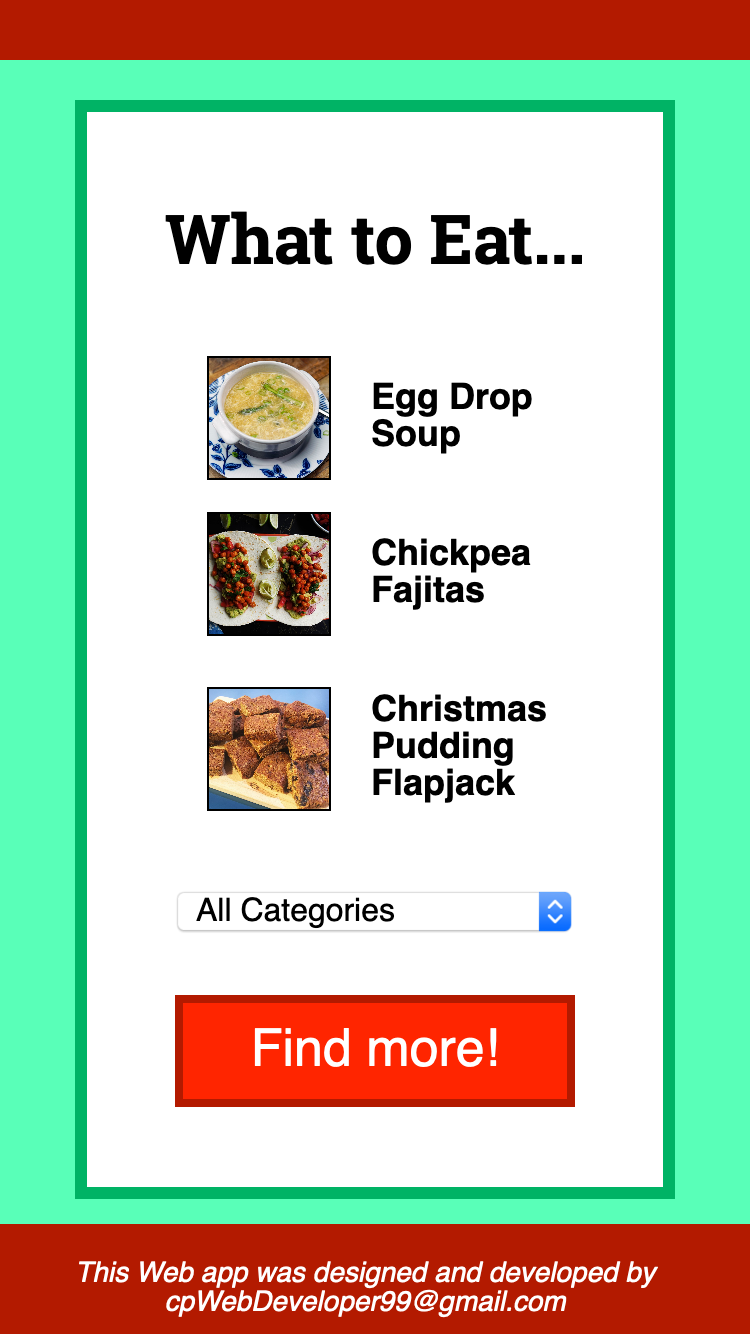 What to Eat...
Egg Drop
Soup
Chickpea
Fajitas
Christmas
Pudding
Flapjack
All Categories
Find more!
This Web app was designed and developed by
cpWebDeveloper99@gmail.com